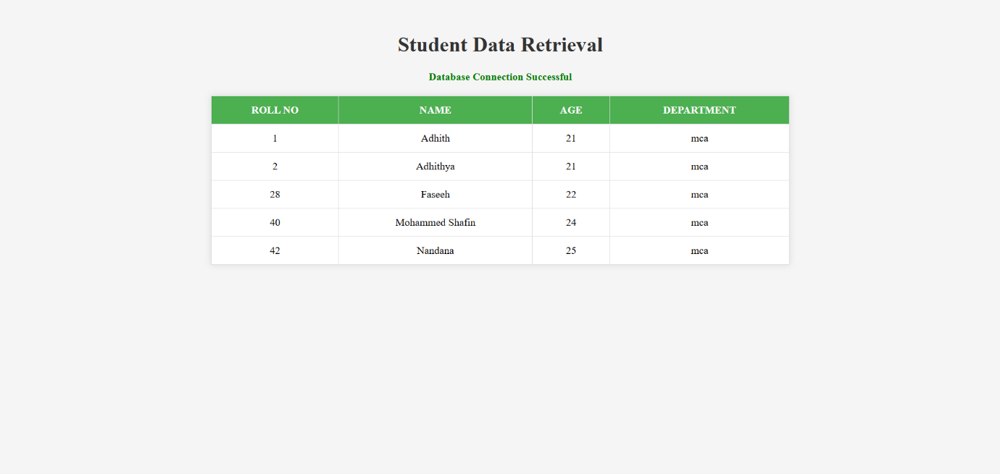 Student Data Retrieval
Database Connection Successful
ROLL NO NAME AGE DEPARTMENT
1 Adhith 21 mca
2 Adhithya 21 mca
28 Faseeh 22 mca
40 Mohammed Shafin 24 mca
42 Nandana 25 mca